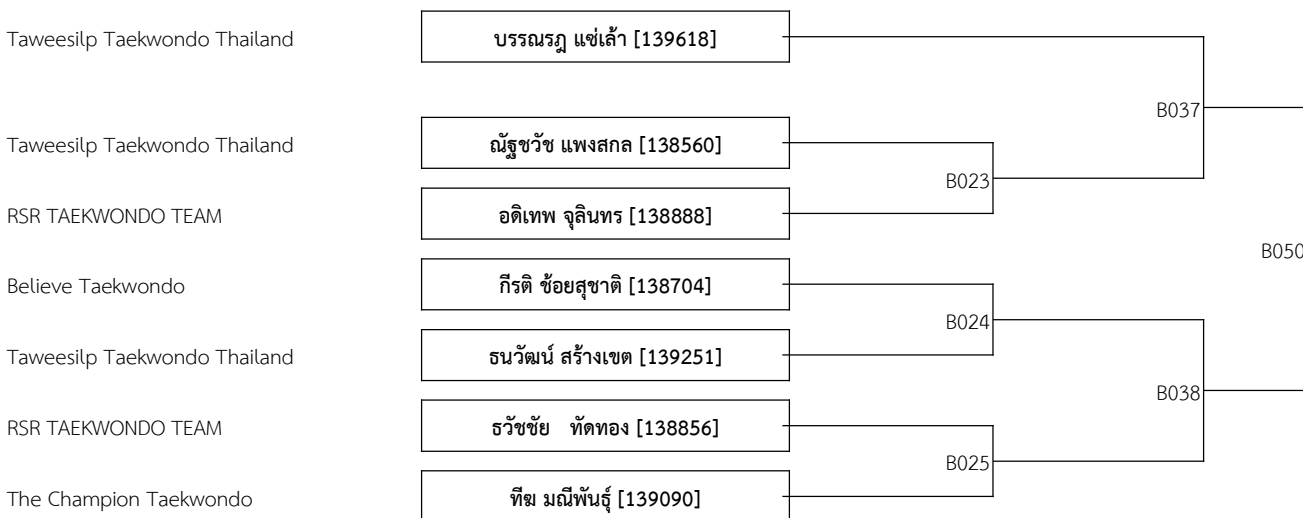 Taweesilp Taekwondo Thailand บรรณรฎ แซ่เล้า [139618]
B037
Taweesilp Taekwondo Thailand ณัฐชวัช แพงสกล [138560]
B023
RSR TAEKWONDO TEAM อดิเทพ จุลินทร [138888]
B050
Believe Taekwondo กีรติ ช้อยสุชาติ [138704]
B024
Taweesilp Taekwondo Thailand ธนวัฒน์ สร้างเขต [139251]
B038
RSR TAEKWONDO TEAM ธวัชชัย ทัดทอง [138856]
B025
The Champion Taekwondo ทีฆ มณีพันธุ์ [139090]